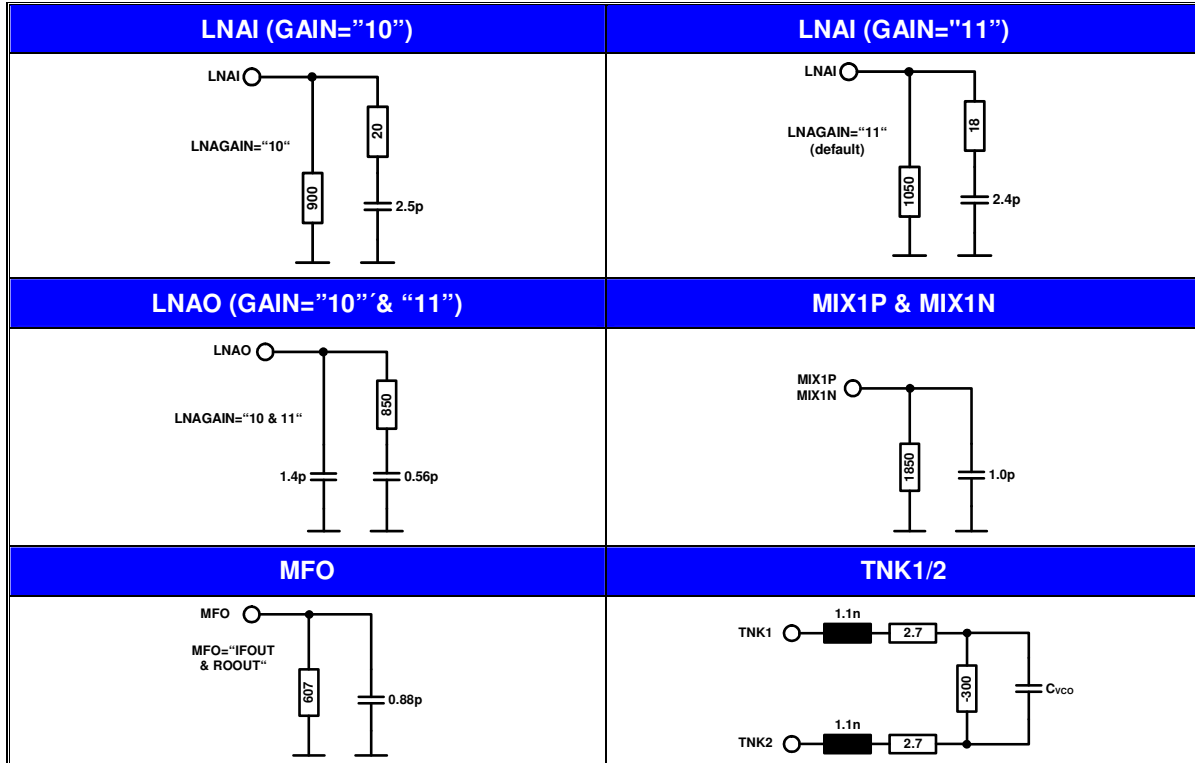 LNAI (GAIN=”10”)
LNAI (GAIN="11”)
LNAI
LNAGAIN=“10“
20
900
2.5p
LNAI
LNAGAIN=“11“
(default)
18
1050
2.4p
LNAO (GAIN=”10”´& “11”)
MIX1P & MIX1N
LNAO
LNAGAIN=“10 & 11“
850
1.4p
0.56p
MIX1P
MIX1N
1850
1.0p
MFO
TNK1/2
MFO
MFO=“IFOUT
& ROOUT“
607
0.88p
1.1n
TNK1
2.7
-300
CVCO
1.1n
TNK2
2.7